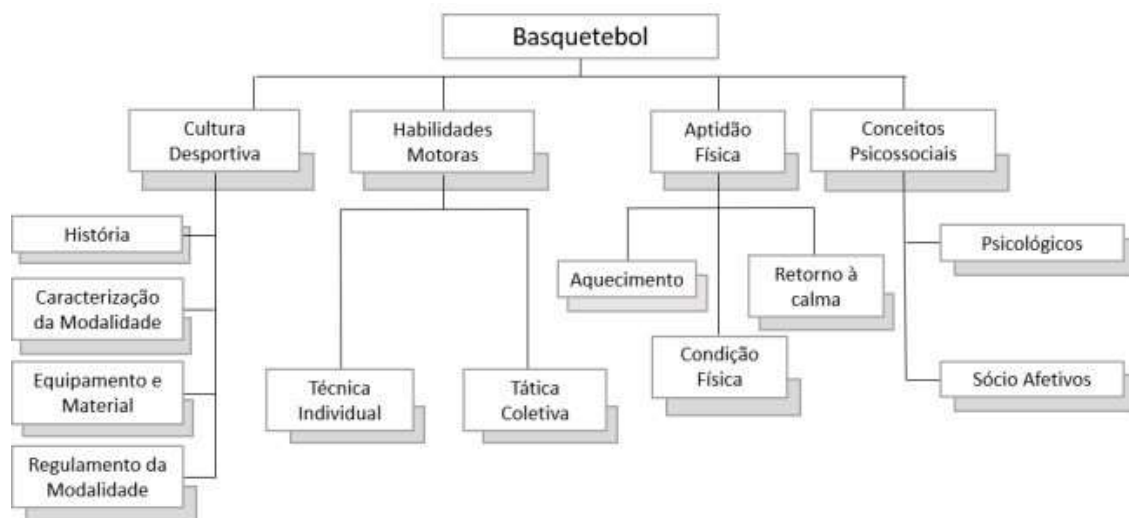 Basquetebol
Cultura
Desportiva
Habilidades
Motoras
Aptidão
Física
Conceitos
Psicossociais
História
Caracterização
da Modalidade
Equipamento e
Material
Regulamento da
Modalidade
Técnica
Individual
Tática
Coletiva
Aquecimento
Condição
Física
Retorno à
calma
Psicológicos
Sócio Afetivos